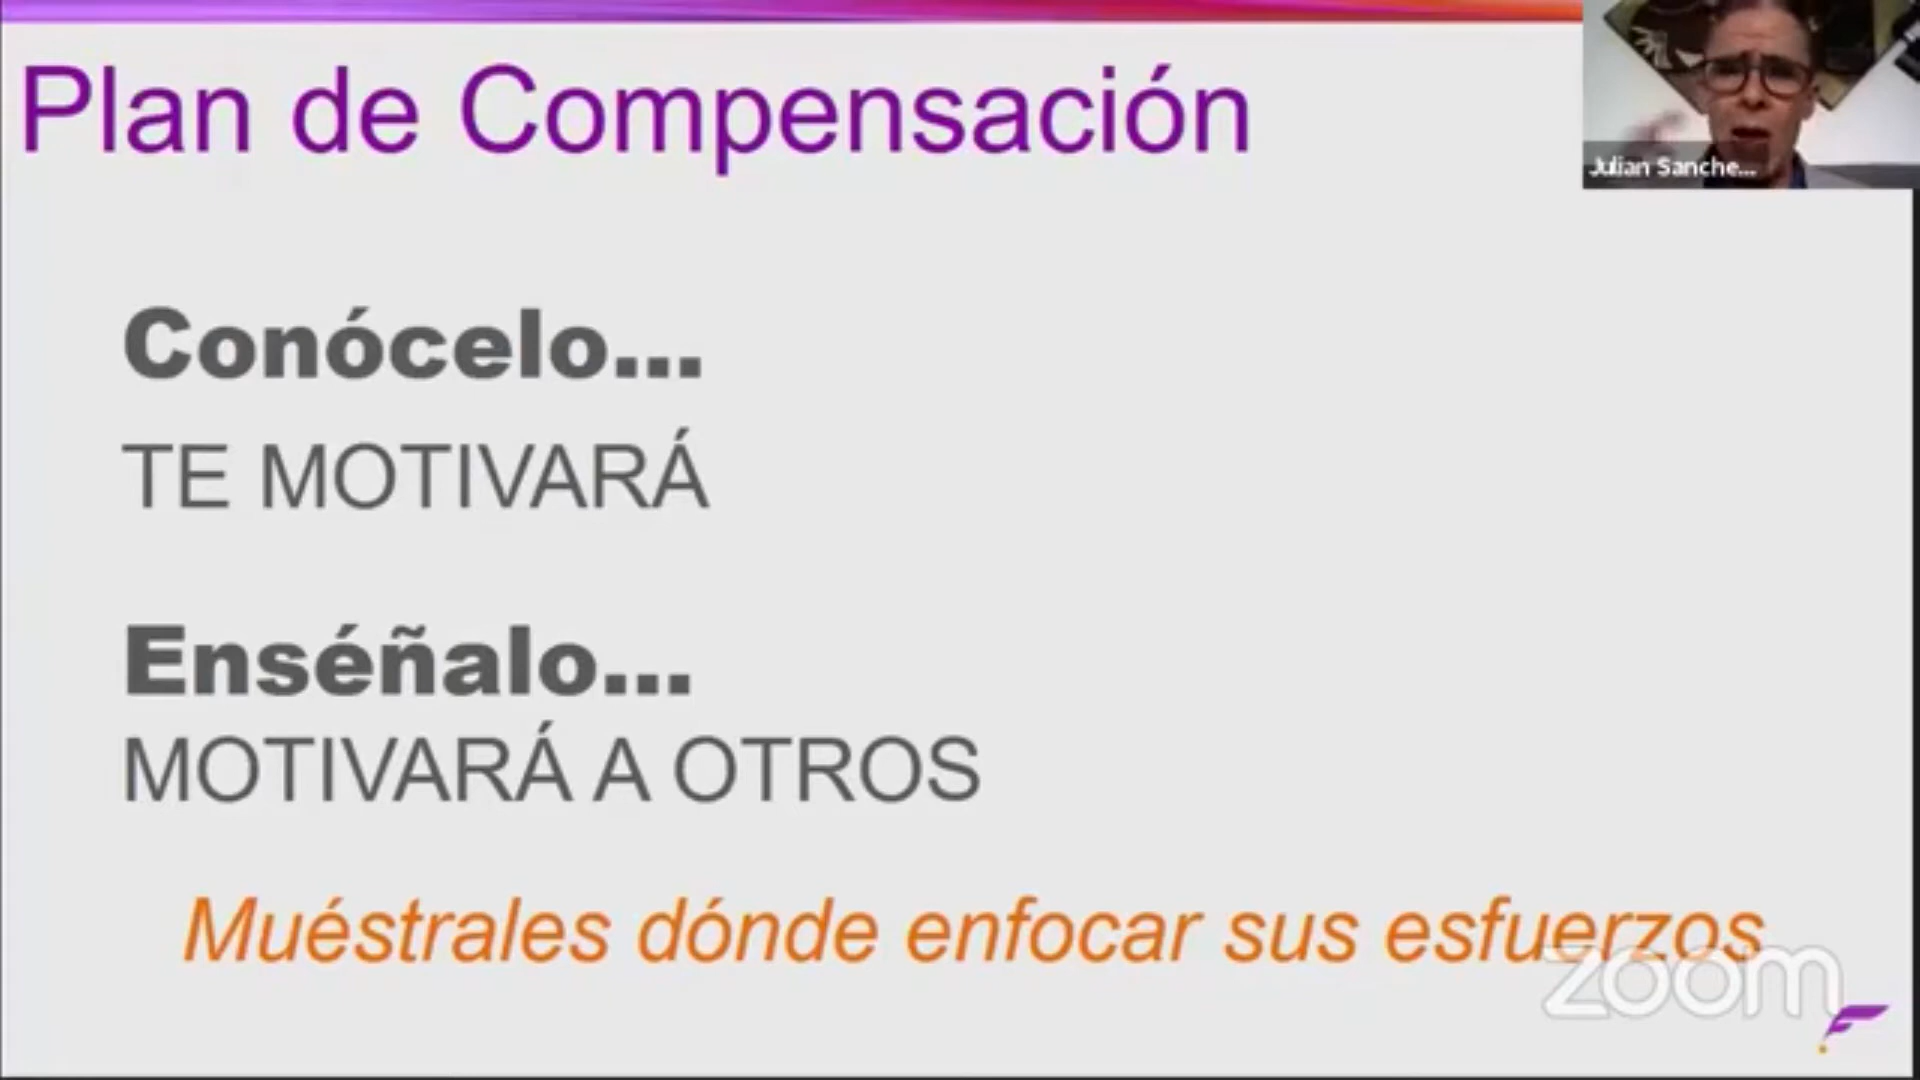 Plan de Compensación
Julian Sanche...
Conócelo...
TE MOTIVARÁ
Enséñalo...
MOTIVARÁ A OTROS
Muéstrales dónde enfocar sus esfuerzos
zoom